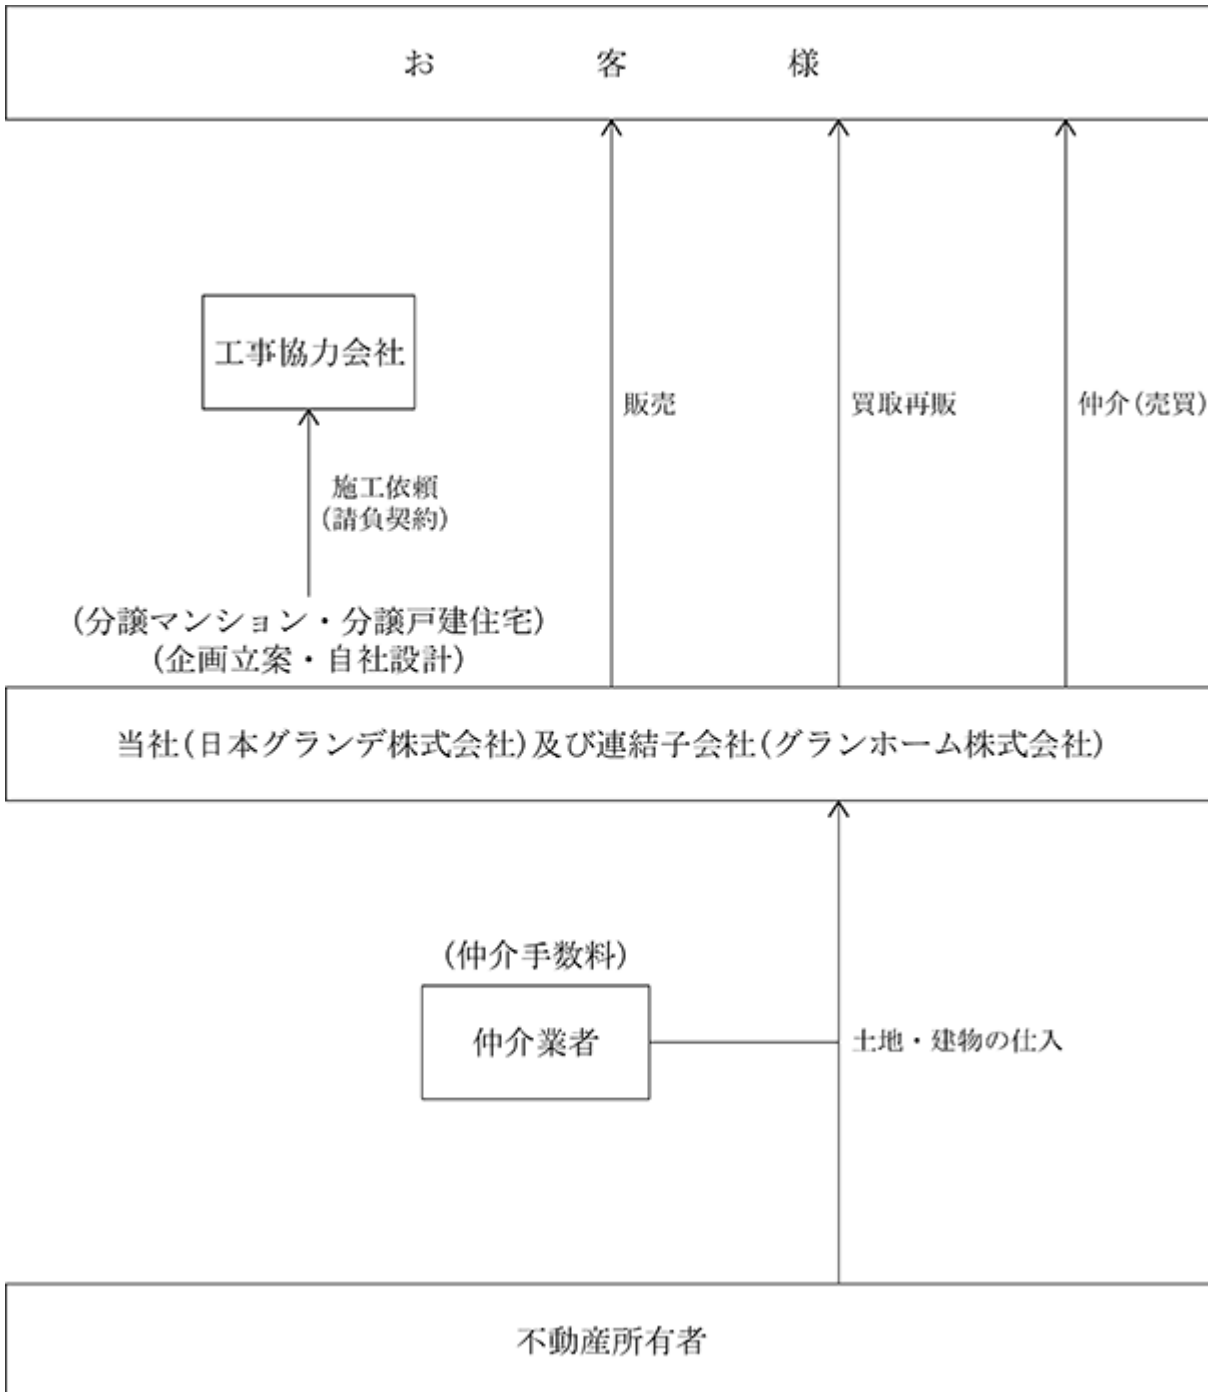 お客様
工事協力会社
販売
買取再販
仲介(売買)
施工依頼
(請負契約)
(分譲マンション・分譲戸建住宅)
(企画立案・自社設計)
当社(日本グランデ株式会社)及び連結子会社(グランホーム株式会社)
(仲介手数料)
仲介業者
土地・建物の仕入
不動産所有者